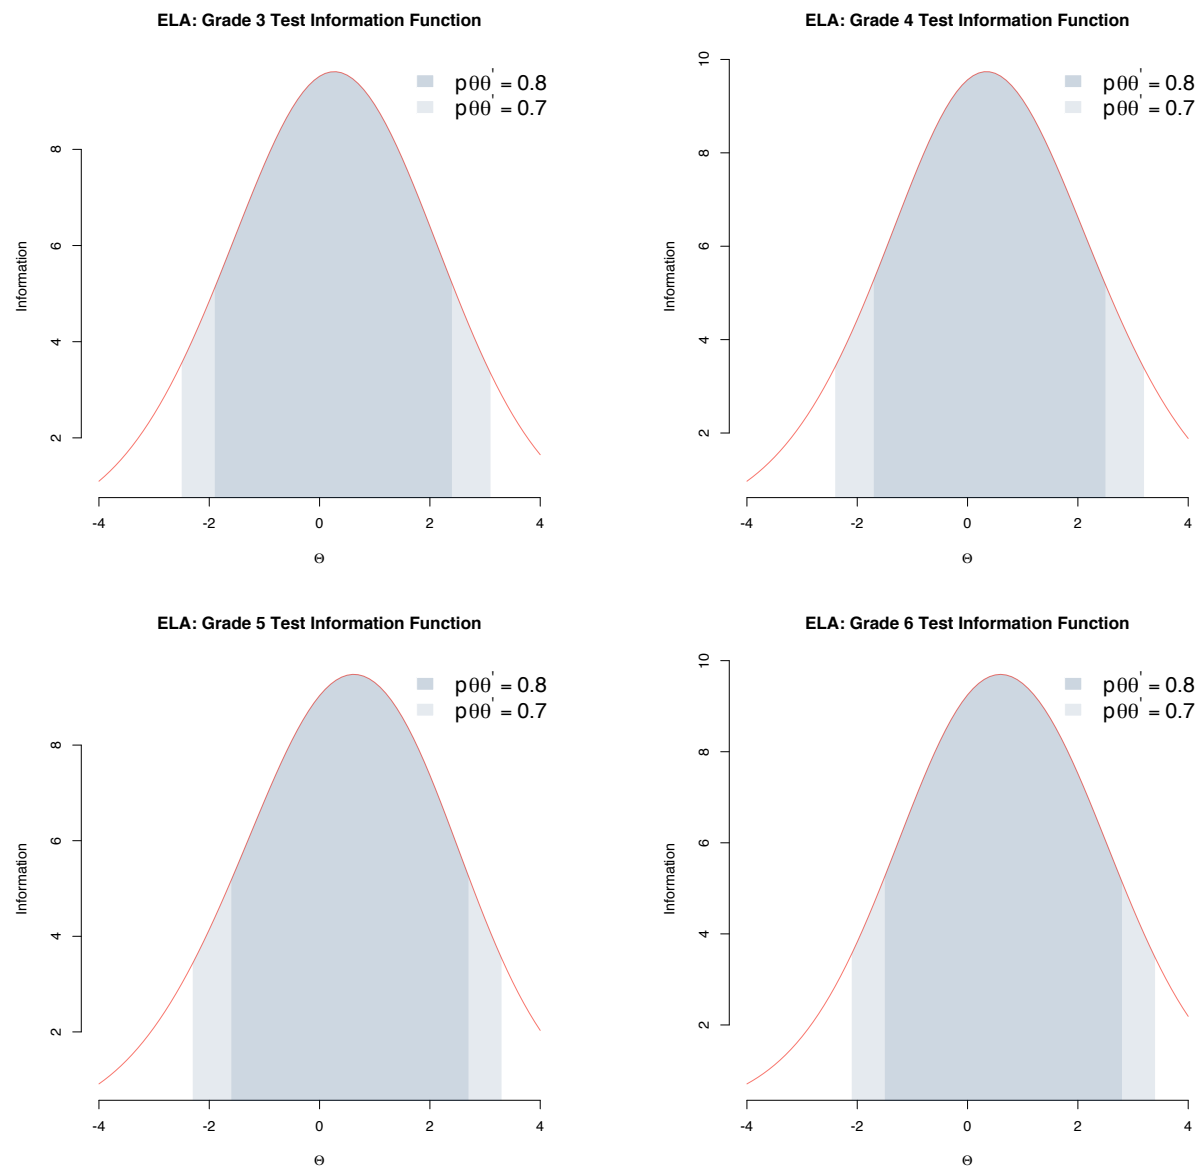 ELA: Grade 3 Test Information Function
pθθ' = 0.8
pθθ' = 0.7
8
6
4
2
Information
-4 -2 0 2 4
Θ
ELA: Grade 4 Test Information Function
pθθ' = 0.8
pθθ' = 0.7
10
8
6
4
2
Information
-4 -2 0 2 4
Θ
ELA: Grade 5 Test Information Function
pθθ' = 0.8
pθθ' = 0.7
8
6
4
2
Information
-4 -2 0 2 4
Θ
ELA: Grade 6 Test Information Function
pθθ' = 0.8
pθθ' = 0.7
10
8
6
4
2
Information
-4 -2 0 2 4
Θ